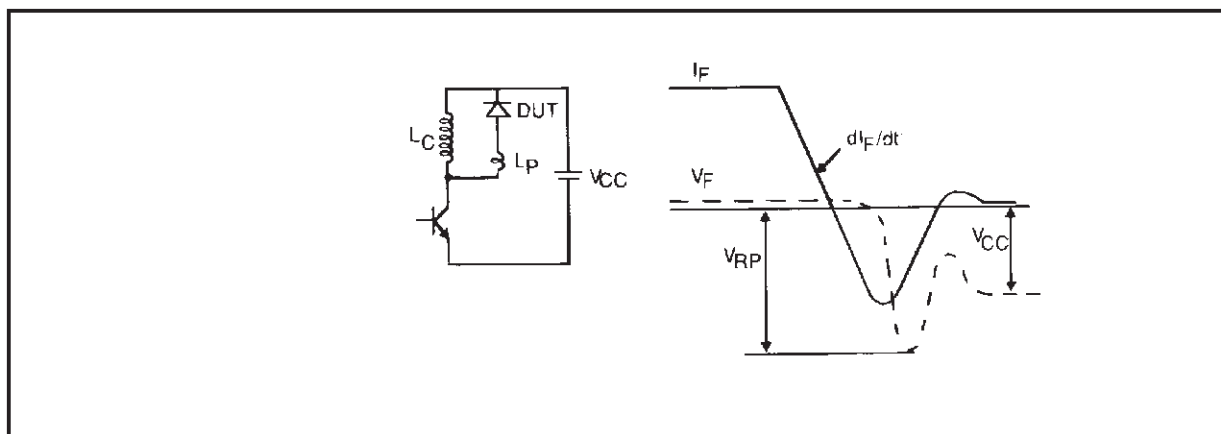 DUT
LC
LP
VCC
IF
dIF/dt
VF
VRP
VCC